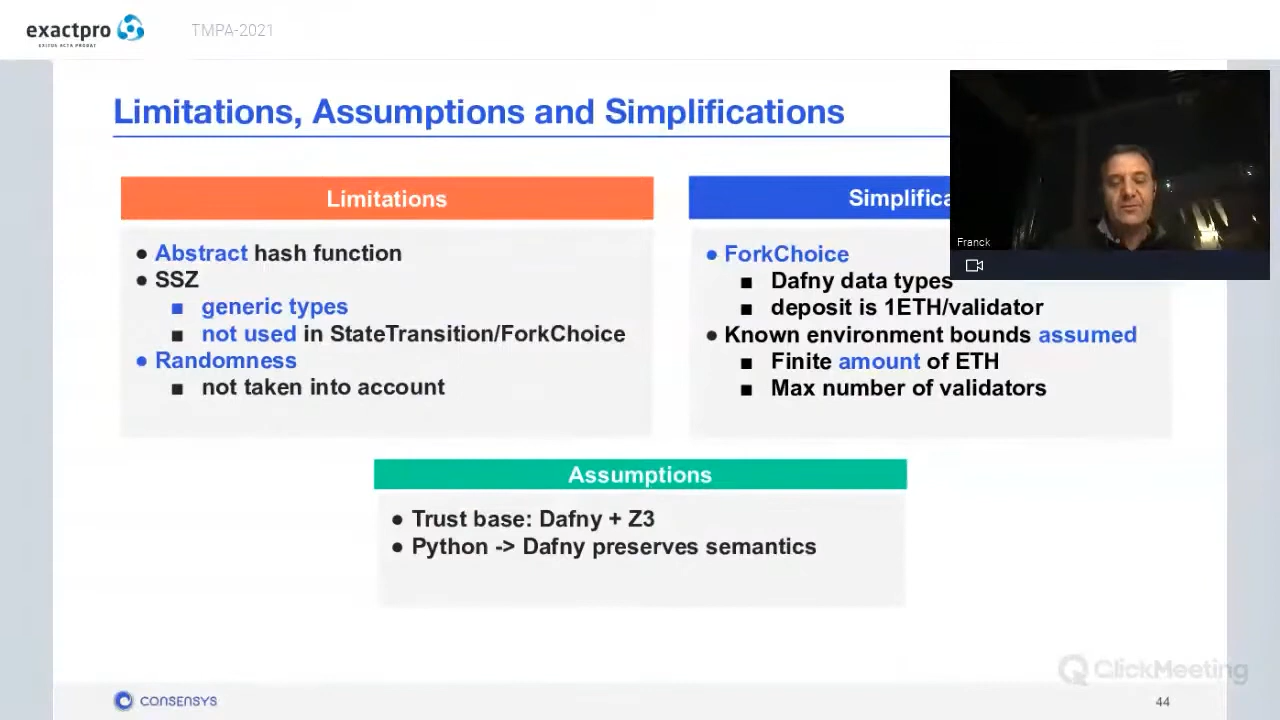 exactpro
EXITUS ACTA PROBAT
TMPA-2021
Limitations, Assumptions and Simplifications
Limitations
● Abstract hash function
● SSZ
■ generic types
■ not used in StateTransition/ForkChoice
● Randomness
■ not taken into account
Simplifica
● ForkChoice
■ Dafny data types
■ deposit is 1ETH/validator
● Known environment bounds assumed
■ Finite amount of ETH
■ Max number of validators
Franck
Assumptions
● Trust base: Dafny + Z3
● Python -> Dafny preserves semantics
ClickMeeting
CONSENSYS
44